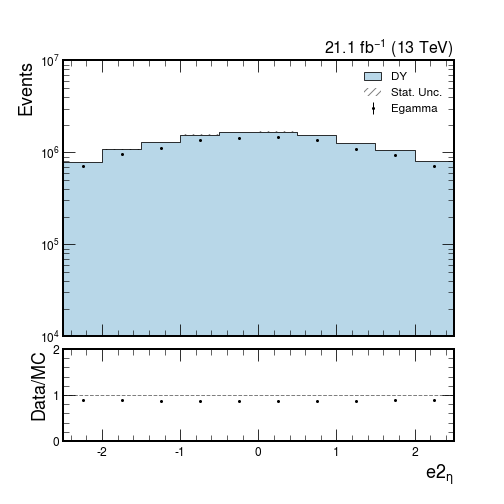 21.1 fb⁻¹ (13 TeV)
Events
10⁷
10⁶
10⁵
10⁴
DY
Stat. Unc.
Egamma
Data/MC
2
1
0
-2 -1 0 1 2
e2η